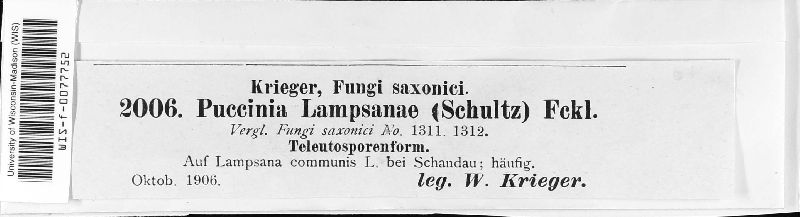 University of Wisconsin-Madison (WIS)
WIS-f-0077752
Krieger, Fungi saxonici.
2006. Puccinia Lampsanae (Schultz) Fckl.
Vergl. Fungi saxonici No. 1311. 1312.
Teleutosporenform.
Auf Lampsana communis L. bei Schandau; häufig.
Oktob. 1906. leg. W. Krieger.